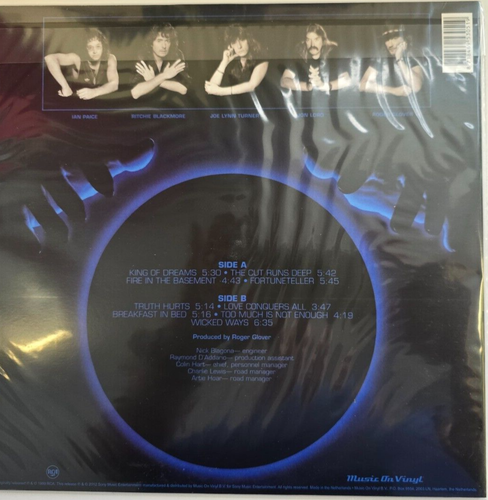 IAN PAICE RITCHIE BLACKMORE JOE LYNN TURNER
SIDE A
KING OF DREAMS 5:30 • THE CUT RUNS DEEP 5:42
FIRE IN THE BASEMENT 4:43 • FORTUNETELLER 5:45
SIDE B
TRUTH HURTS 5:14 • LOVE CONQUERS ALL 3:47
BREAKFAST IN BED 5:16 • TOO MUCH IS NOT ENOUGH 4:19
WICKED WAYS 6:35
Produced by Roger Glover
Nick Blagona— engineer
Raymond D'Addario— production assistant
Colin Hart— chief, personnel manager
Charlie Lewis— road manager
Artie Hoar— road manager
Music On Vinyl